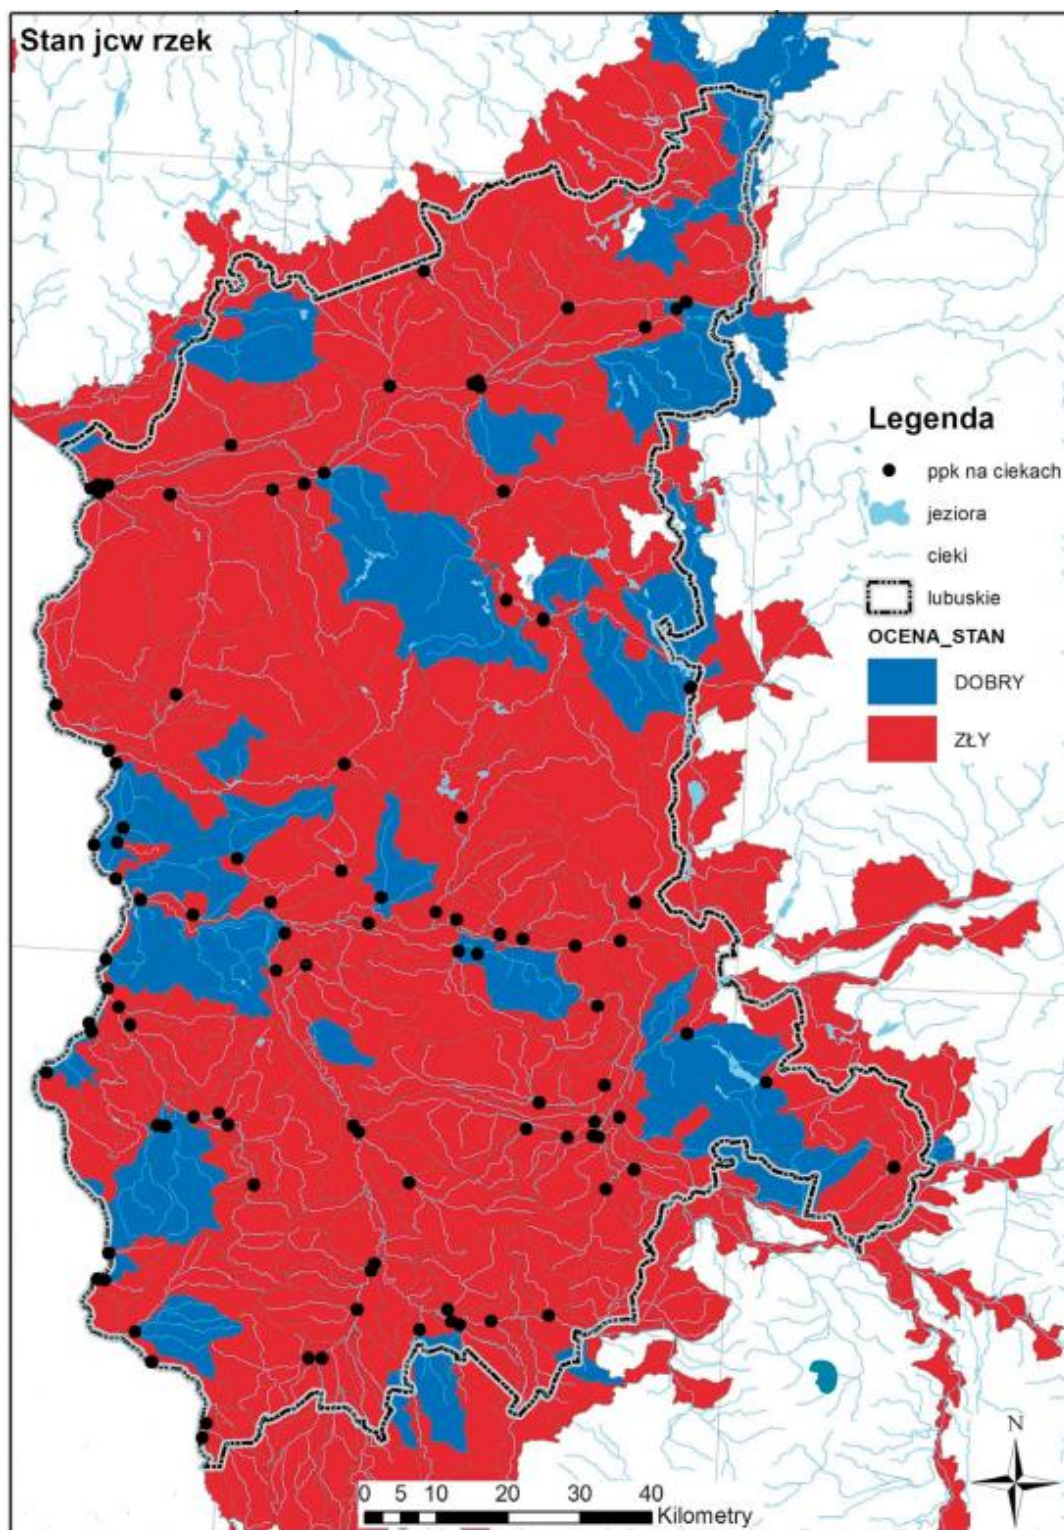 Stan jcw rzek
Legenda
ppk na ciekach
jeziora
cieki
lubuskie
OCENA_STAN
DOBRY
ZŁY
N
0 5 10 20 30 40
Kilometry